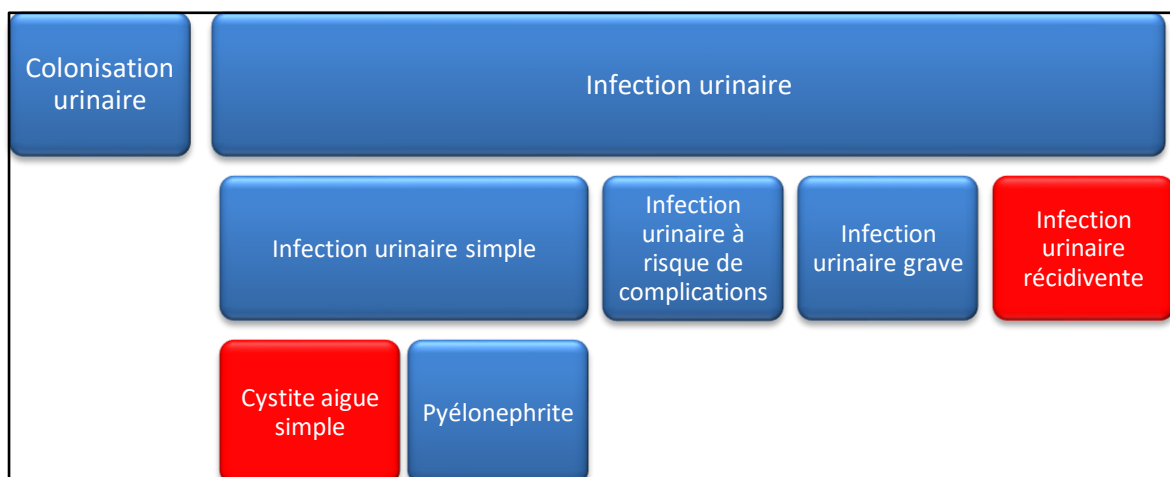 Colonisation
urinaire
Infection urinaire
Infection urinaire simple
Infection
urinaire à
risque de
complications
Infection
urinaire grave
Infection
urinaire
récidivente
Cystite aigue
simple
Pyélonephrite